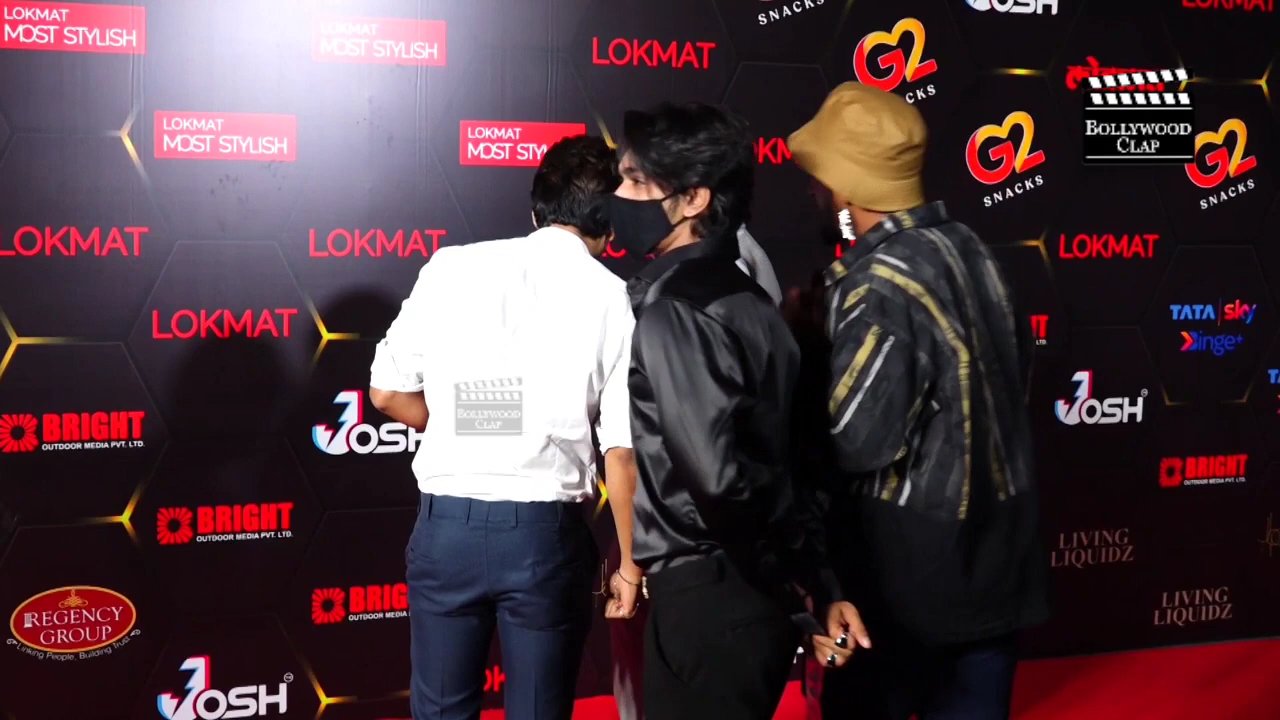 LOKMAT
MOST STYLISH
LOKMAT
MOST STYLISH
LOKMAT
G2
SNACKS
LOKMAT
LOKMAT
MOST STYLISH
LOKMAT
G2
SNACKS
BOLLYWOOD
CLAP
G2
SNACKS
LOKMAT
LOKMAT
LOKMAT
LOKMAT
TATA sky
Binge+
BRIGHT
OUTDOOR MEDIA PVT. LTD.
JOSH
BOLLYWOOD
CLAP
JOSH
BRIGHT
OUTDOOR MEDIA PVT. LTD.
BRIGHT
OUTDOOR MEDIA PVT. LTD.
LIVING
LIQUIDZ
REGENCY
GROUP
Linking People, Building Trust
LIVING
LIQUIDZ
JOSH